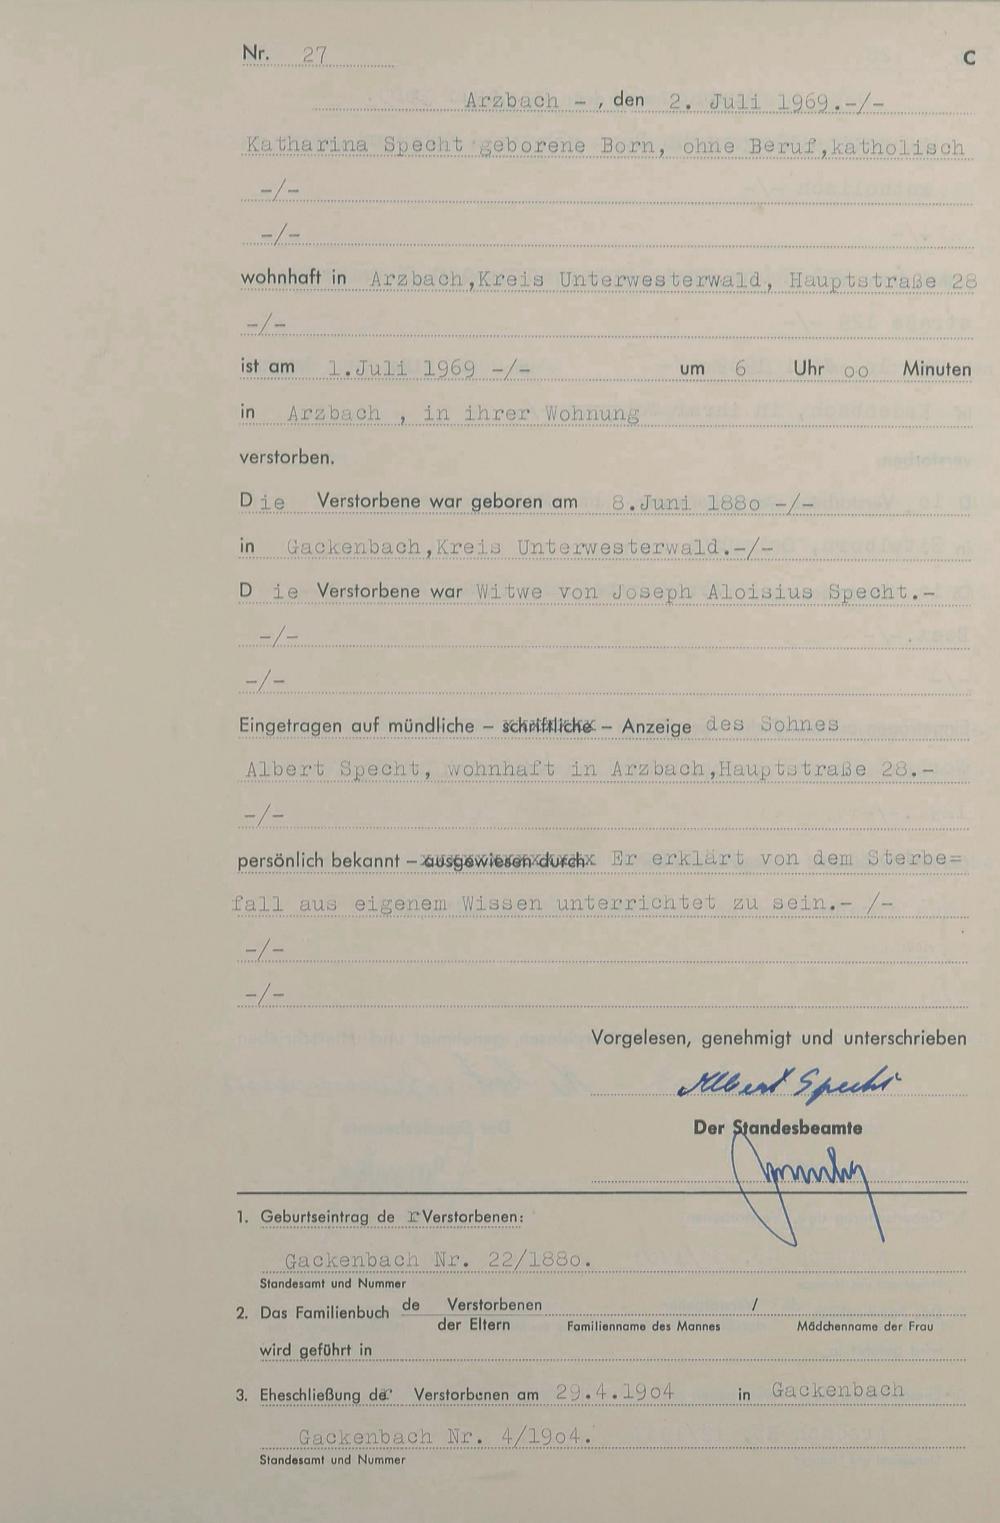 Nr. 27
C
Arzbach - , den 2. Juli 1969.-/-
Katharina Specht geborene Born, ohne Beruf,katholisch
-/-
-/-
wohnhaft in Arzbach,Kreis Unterwesterwald, Hauptstraße 28
-/-
ist am 1.Juli 1969 -/- um 6 Uhr oo Minuten
in Arzbach , in ihrer Wohnung
verstorben.
Die Verstorbene war geboren am 8.Juni 188o -/-
in Gackenbach,Kreis Unterwesterwald.-/-
D ie Verstorbene war Witwe von Joseph Aloisius Specht.-
-/-
-/-
Eingetragen auf mündliche – schriftliche – Anzeige des Sohnes
Albert Specht, wohnhaft in Arzbach,Hauptstraße 28.-
-/-
persönlich bekannt – ausgewiesen durch Er erklärt von dem Sterbe=
fall aus eigenem Wissen unterrichtet zu sein.- /-
-/-
-/-
Vorgelesen, genehmigt und unterschrieben
Albert Specht
Der Standesbeamte
1. Geburtseintrag de r Verstorbenen:
Gackenbach Nr. 22/188o.
Standesamt und Nummer
2. Das Familienbuch de Verstorbenen /
der Eltern Familienname des Mannes Mädchenname der Frau
wird geführt in
3. Eheschließung der Verstorbenen am 29.4.19o4 in Gackenbach
Gackenbach Nr. 4/19o4.
Standesamt und Nummer